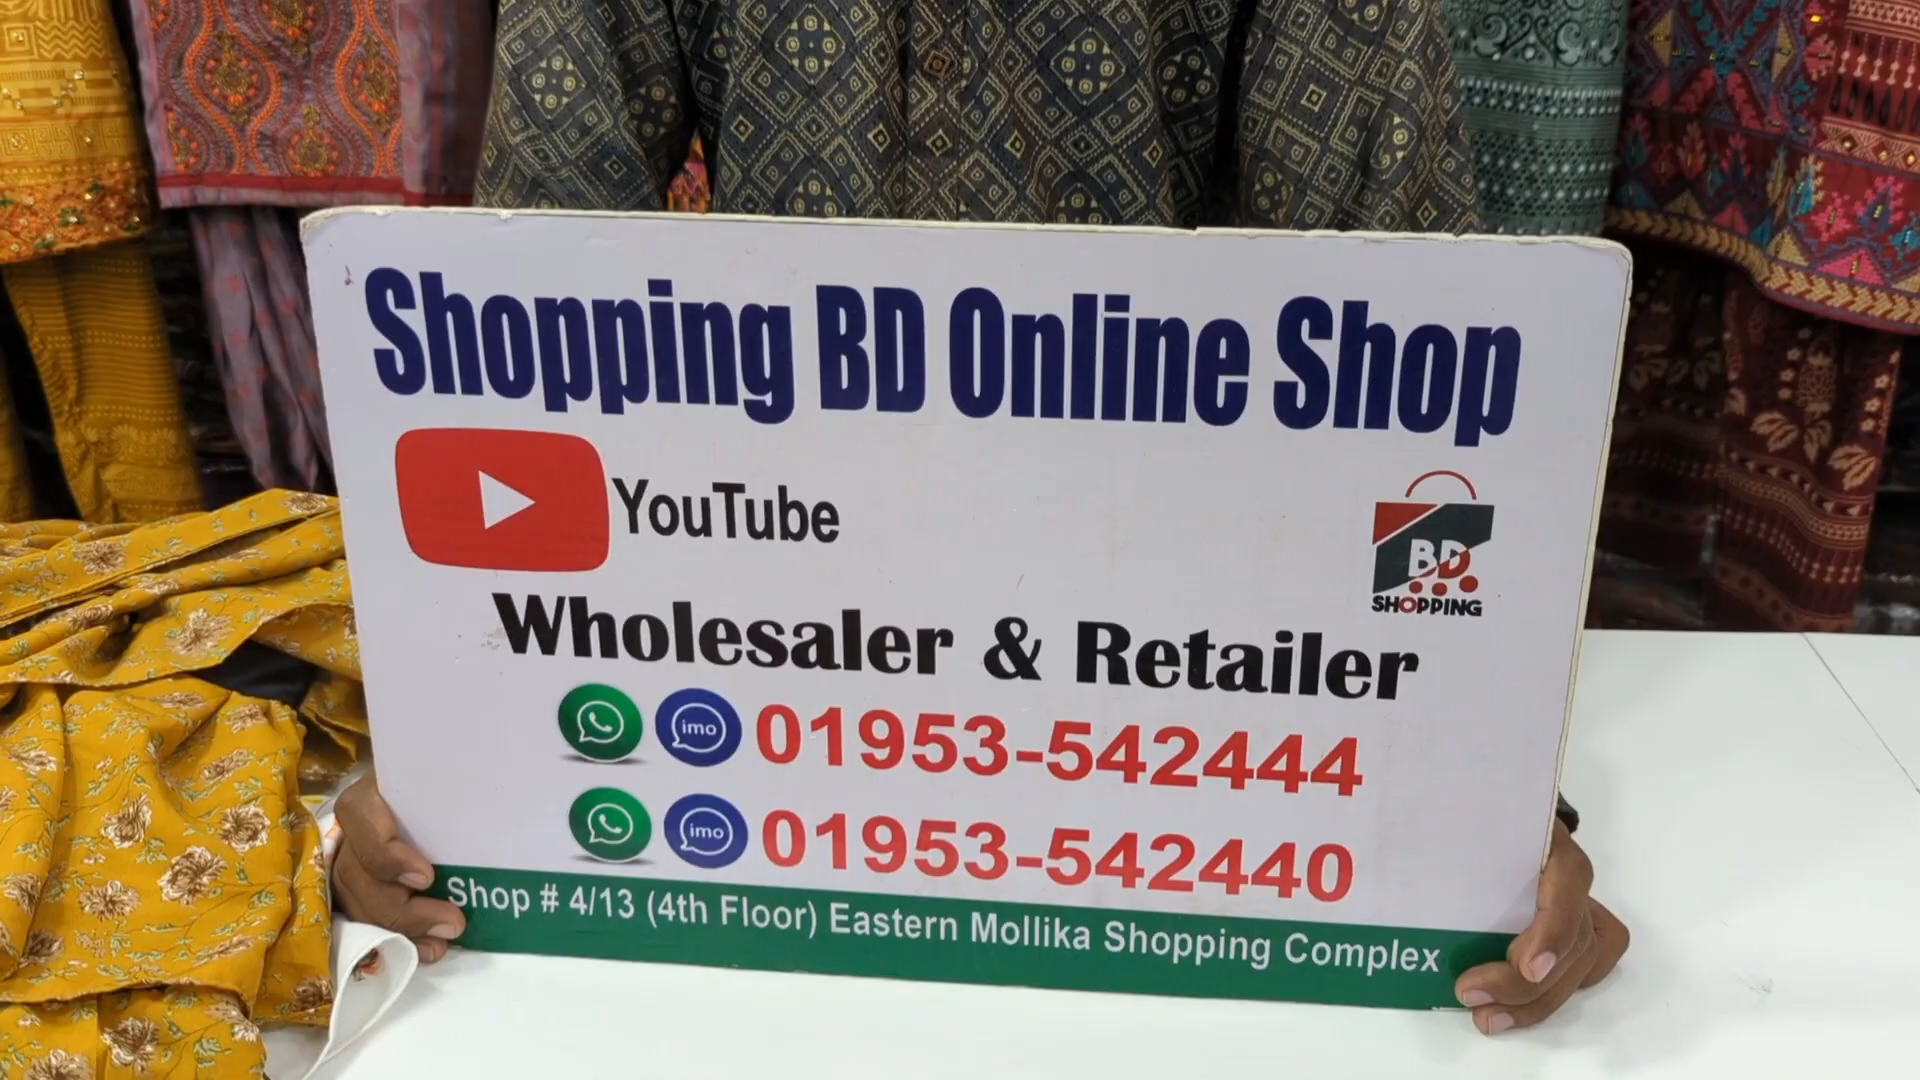 Shopping BD Online Shop
YouTube
BD
SHOPPING
Wholesaler & Retailer
imo 01953-542444
imo 01953-542440
Shop # 4/13 (4th Floor) Eastern Mollika Shopping Complex